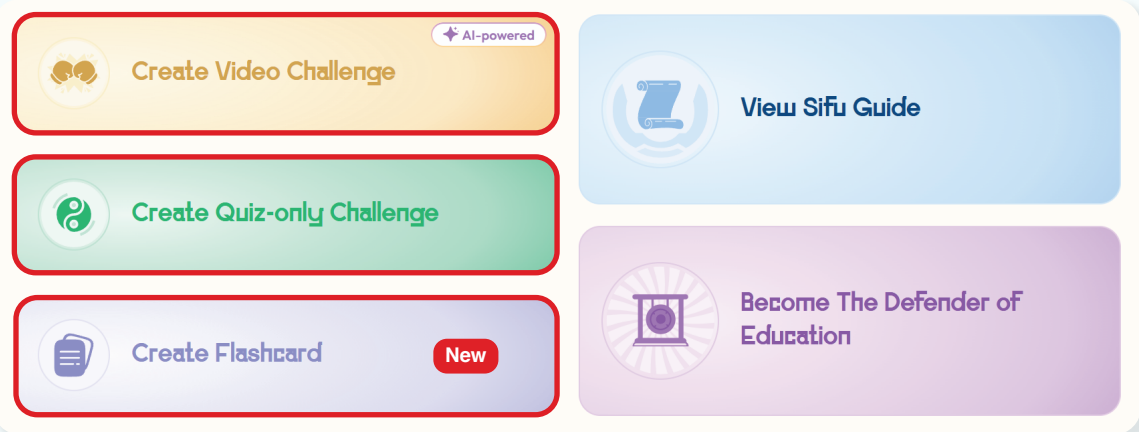 AI-powered
Create Video Challenge
Create Quiz-only Challenge
Create Flashcard
New
View Sifu Guide
Become The Defender of
Education